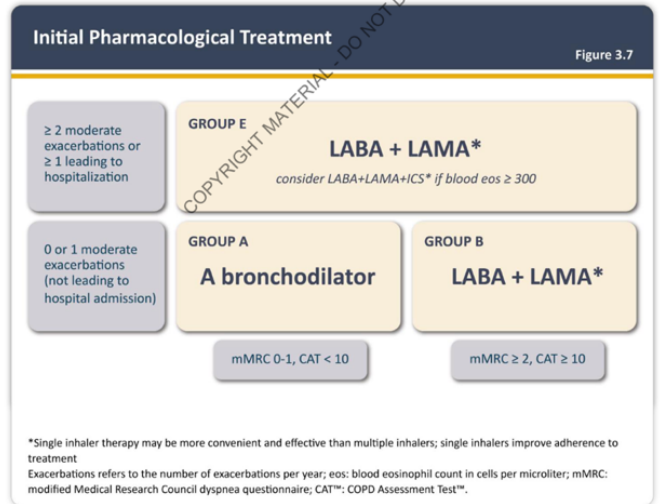 Initial Pharmacological Treatment
Figure 3.7
COPYRIGHT MATERIAL - DO NOT
≥ 2 moderate
exacerbations or
≥ 1 leading to
hospitalization
GROUP E
LABA + LAMA*
consider LABA+LAMA+ICS* if blood eos ≥ 300
0 or 1 moderate
exacerbations
(not leading to
hospital admission)
GROUP A
A bronchodilator
GROUP B
LABA + LAMA*
mMRC 0-1, CAT < 10
mMRC ≥ 2, CAT ≥ 10
*Single inhaler therapy may be more convenient and effective than multiple inhalers; single inhalers improve adherence to
treatment
Exacerbations refers to the number of exacerbations per year; eos: blood eosinophil count in cells per microliter; mMRC:
modified Medical Research Council dyspnea questionnaire; CAT™: COPD Assessment Test™.